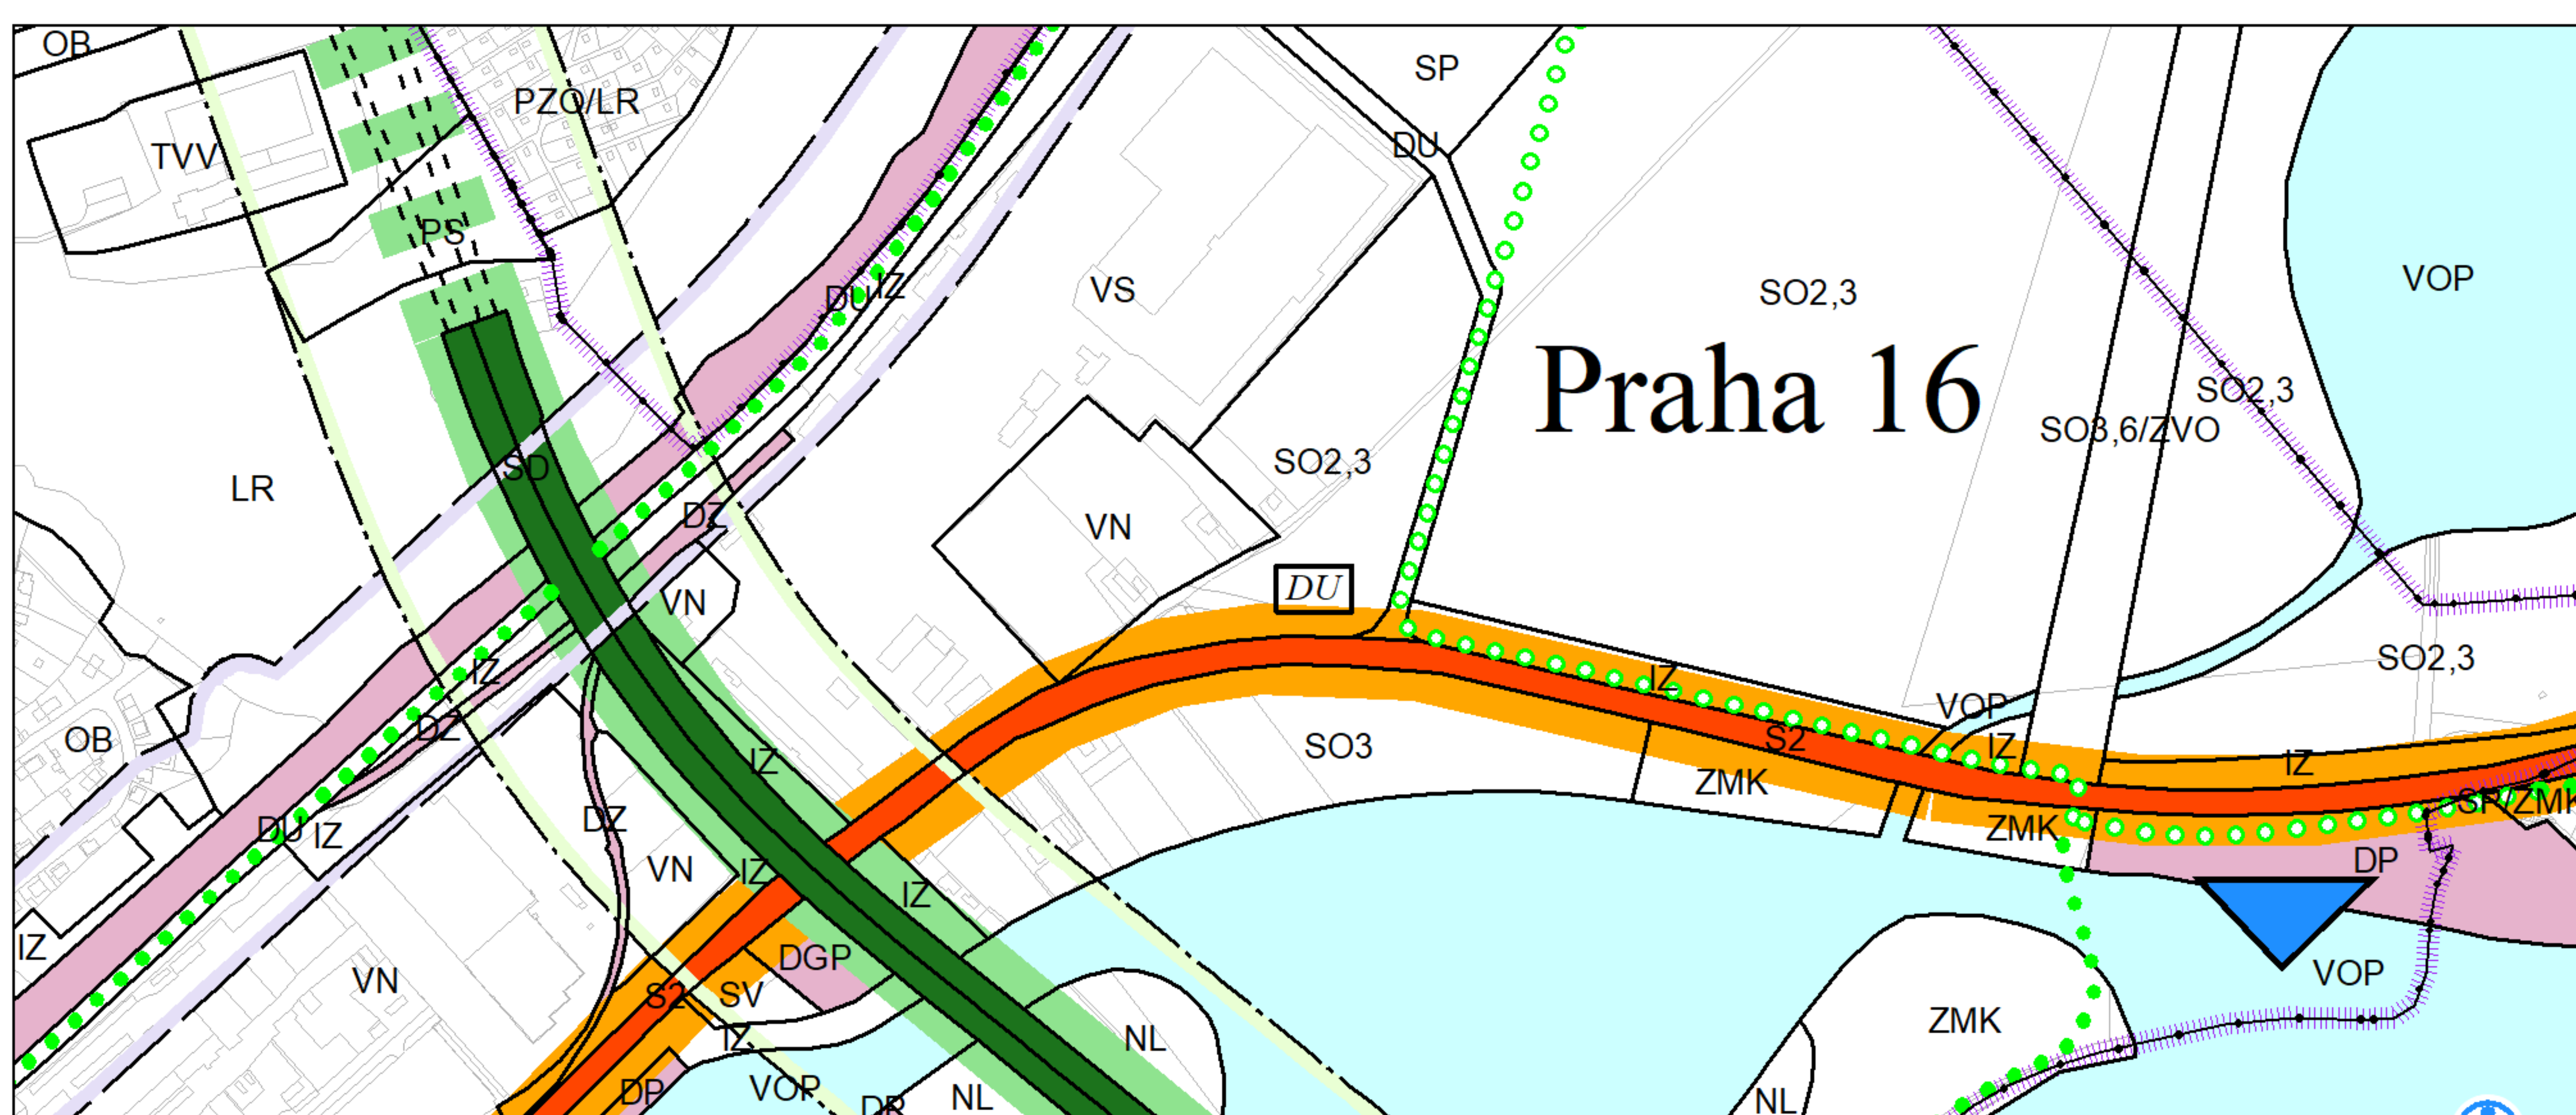 OB
SP
PZO/LR
DU
TVV
PS
VOP
IZ
DU
VS
SO2,3
Praha 16
SO2,3
SO3,6/ZVO
SD
SO2,3
LR
DZ
VN
DU
VN
SO2,3
IZ
IZ
VOP
DZ
OB
S2
IZ
SO3
IZ
IZ
ZMK
SP/ZMK
DZ
DU
IZ
ZMK
DP
VN
IZ
IZ
IZ
DGP
VOP
VN
S2
SV
ZMK
IZ
NL
DP
VOP
NL
NL